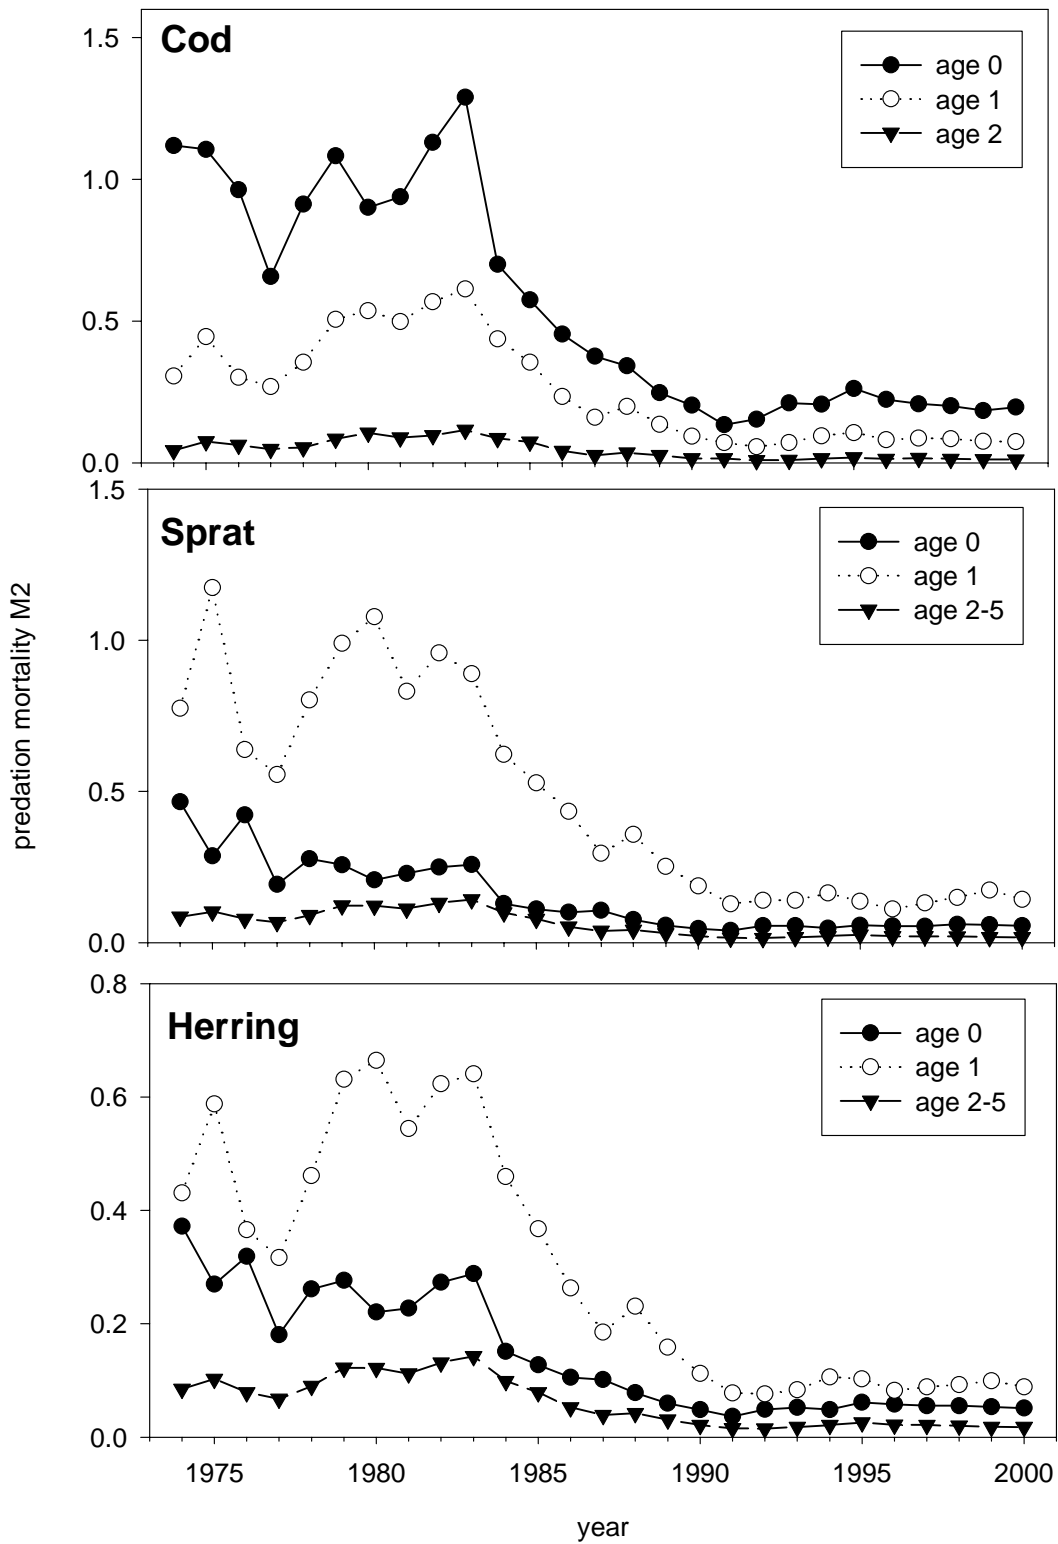 Cod
1.5
1.0
0.5
0.0
age 0
age 1
age 2
Sprat
1.5
1.0
0.5
0.0
age 0
age 1
age 2-5
predation mortality M2
Herring
0.8
0.6
0.4
0.2
0.0
age 0
age 1
age 2-5
1975 1980 1985 1990 1995 2000
year